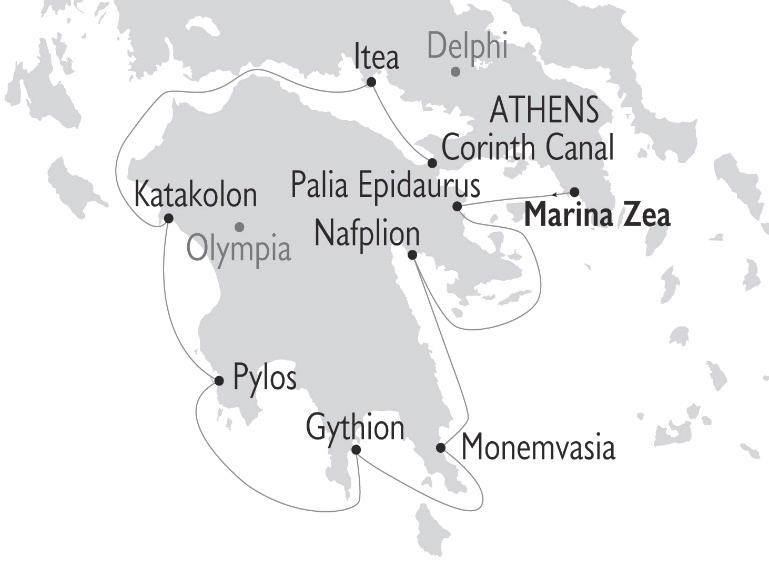 Delphi
Itea
ATHENS
Corinth Canal
Palia Epidaurus
Katakolon
Marina Zea
Nafplion
Olympia
Pylos
Gythion
Monemvasia